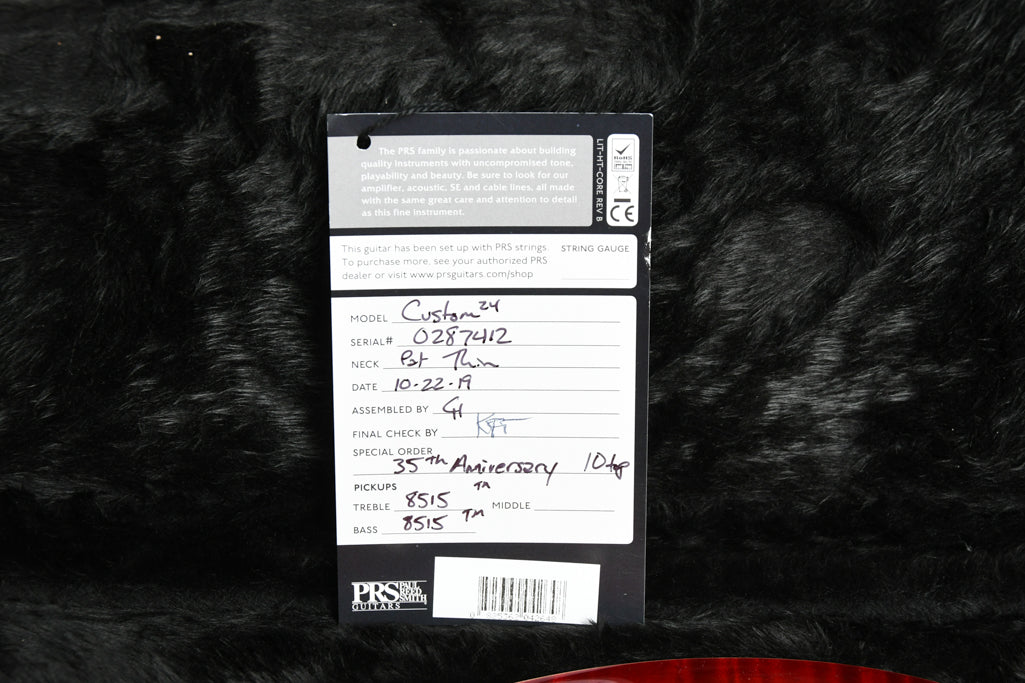 The PRS family is passionate about building
quality instruments with uncompromised tone,
playability and beauty. Be sure to look for our
amplifier, acoustic, SE and cable lines, all made
with the same great care and attention to detail
as this fine instrument.
LIT-HT-CORE REV B
RoHS
CE
This guitar has been set up with PRS strings.
To purchase more, see your authorized PRS
dealer or visit www.prsguitars.com/shop
STRING GAUGE
MODEL Custom 24
SERIAL# 0287412
NECK Pat Thin
DATE 10-22-19
ASSEMBLED BY
FINAL CHECK BY
SPECIAL ORDER
35th Anniversary 10 top
PICKUPS
TREBLE 8515 TM MIDDLE
BASS 8515 TM
PRS PAUL REED SMITH
GUITARS